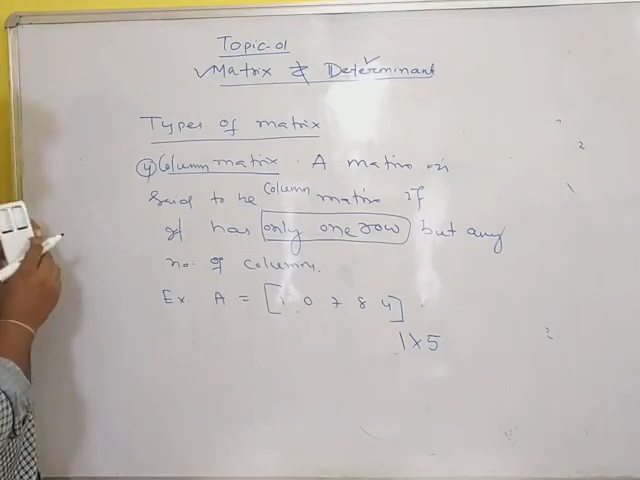 Topic-01
Matrix & Determinant
Types of matrix
Column matrix. A matrix is
said to be column matrix if
it has only one row but any
no. of columns.
Ex. A = [1 0 7 8 4]
1×5